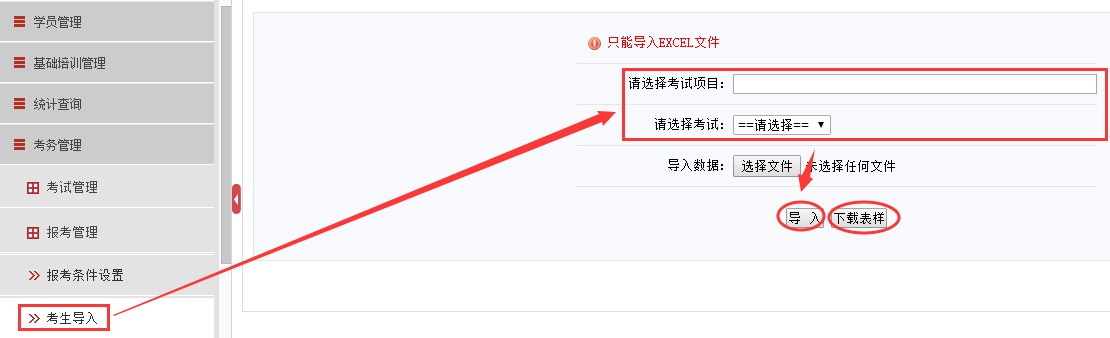 学员管理
基础培训管理
统计查询
考务管理
考试管理
报考管理
报考条件设置
考生导入
只能导入EXCEL文件
请选择考试项目：
请选择考试： ==请选择==
导入数据： 选择文件 未选择任何文件
导 入 下载表样